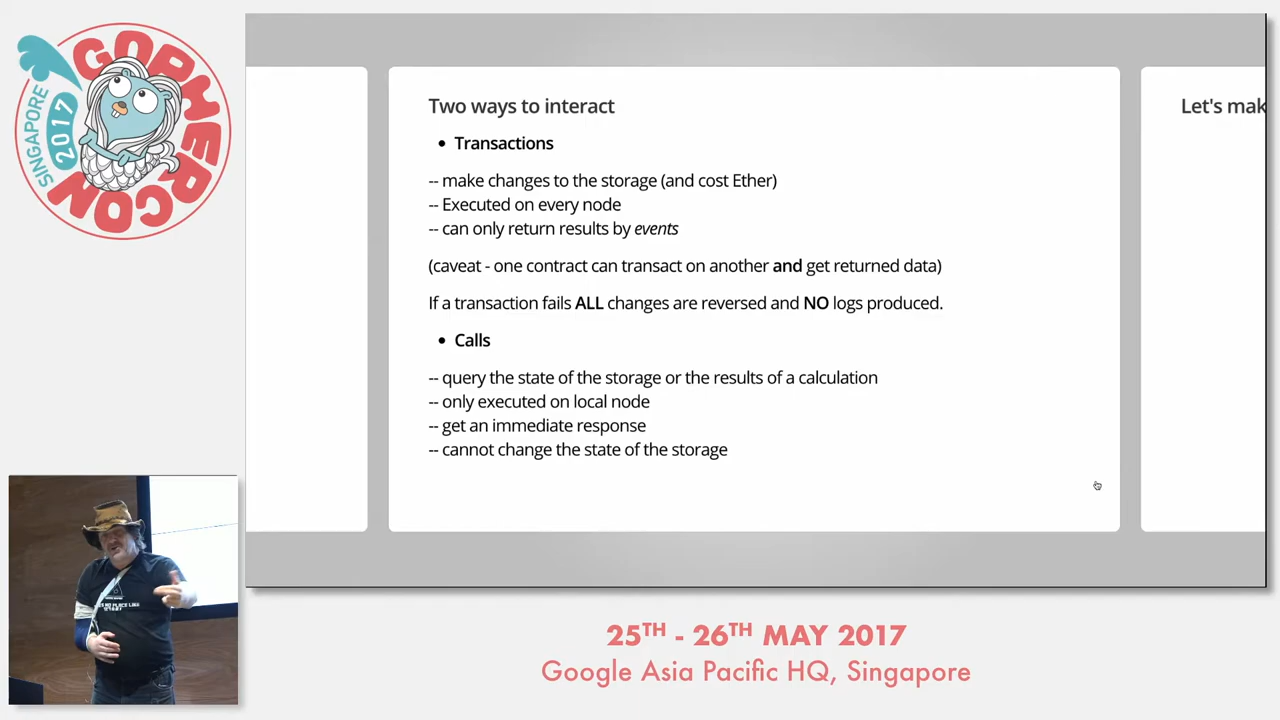 GOPHERCON
SINGAPORE
2017
Two ways to interact
• Transactions
-- make changes to the storage (and cost Ether)
-- Executed on every node
-- can only return results by events
(caveat - one contract can transact on another and get returned data)
If a transaction fails ALL changes are reversed and NO logs produced.
• Calls
-- query the state of the storage or the results of a calculation
-- only executed on local node
-- get an immediate response
-- cannot change the state of the storage
Let's mak
NO PLACE LIKE
25TH - 26TH MAY 2017
Google Asia Pacific HQ, Singapore